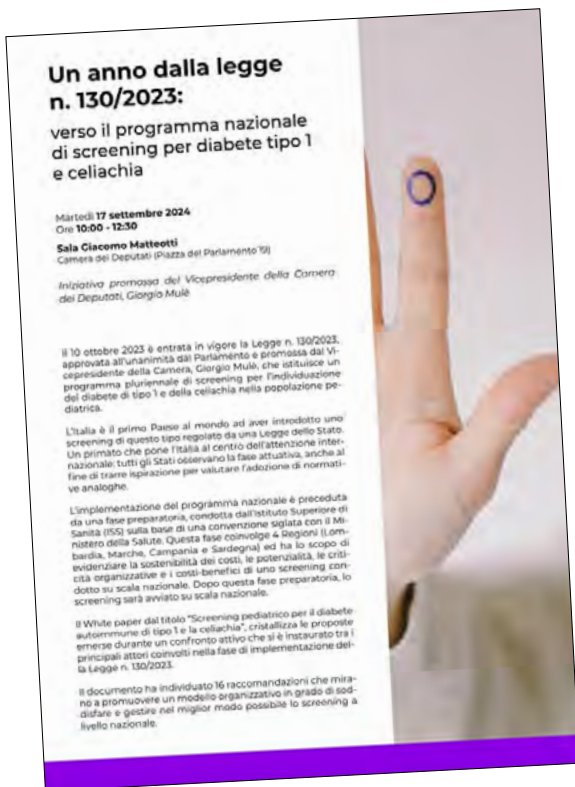 Un anno dalla legge
n. 130/2023:
verso il programma nazionale
di screening per diabete tipo 1
e celiachia
Martedì 17 settembre 2024
Ore 10:00 - 12:30
Sala Giacomo Matteotti
Camera dei Deputati (Piazza del Parlamento 19)
Iniziativa promossa del Vicepresidente della Camera
dei Deputati, Giorgio Mulè
Il 10 ottobre 2023 è entrata in vigore la Legge n. 130/2023,
approvata all'unanimità dal Parlamento e promossa dal Vi-
cepresidente della Camera, Giorgio Mulè, che istituisce un
programma pluriennale di screening per l'individuazione
del diabete di tipo 1 e della celiachia nella popolazione pe-
diatrica.
L'Italia è il primo Paese al mondo ad aver introdotto uno
screening di questo tipo regolato da una Legge dello Stato.
Un primato che pone l'Italia al centro dell'attenzione inter-
nazionale: tutti gli Stati osservano la fase attuativa, anche al
fine di trarre ispirazione per valutare l'adozione di normati-
ve analoghe.
L'implementazione del programma nazionale è preceduta
da una fase preparatoria, condotta dall'Istituto Superiore di
Sanità (ISS) sulla base di una convenzione siglata con il Mi-
nistero della Salute. Questa fase coinvolge 4 Regioni (Lom-
bardia, Marche, Campania e Sardegna) ed ha lo scopo di
evidenziare la sostenibilità dei costi, le potenzialità, le criti-
cità organizzative e i costi-benefici di uno screening con-
dotto su scala nazionale. Dopo questa fase preparatoria, lo
screening sarà avviato su scala nazionale.
Il White paper dal titolo "Screening pediatrico per il diabete
autoimmune di tipo 1 e la celiachia", cristallizza le proposte
emerse durante un confronto attivo che si è instaurato tra i
principali attori coinvolti nella fase di implementazione del-
la Legge n. 130/2023.
Il documento ha individuato 16 raccomandazioni che mira-
no a promuovere un modello organizzativo in grado di sod-
disfare e gestire nel miglior modo possibile lo screening a
livello nazionale.